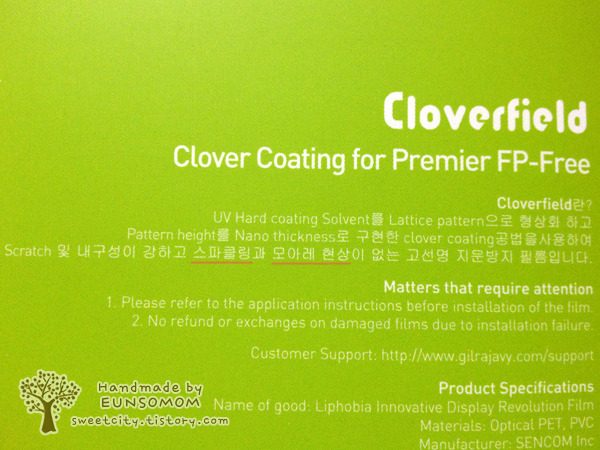 Cloverfield
Clover Coating for Premier FP-Free
Cloverfield란?
UV Hard coating Solvent를 Lattice pattern으로 형상화 하고
Pattern height를 Nano thickness로 구현한 clover coating공법을사용하여
Scratch 및 내구성이 강하고 스파클링과 모아레 현상이 없는 고선명 지문방지 필름입니다.
Matters that require attention
1. Please refer to the application instructions before installation of the film.
2. No refund or exchanges on damaged films due to installation failure.
Customer Support: http://www.gilrajavy.com/support
Product Specifications
Name of good: Liphobia Innovative Display Revolution Film
Materials: Optical PET, PVC
Manufacturer: SENCOM Inc
Handmade by
EUNSOMOM
sweetcity.tistory.com